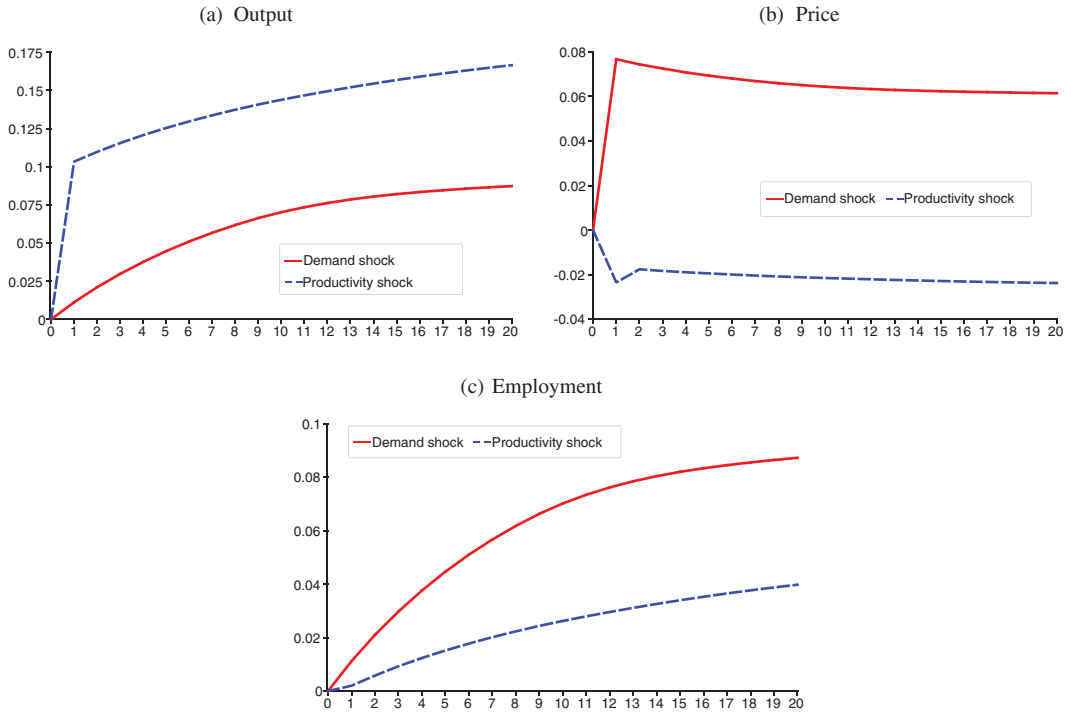 (a) Output
0.175
0.15
0.125
0.1
0.075
0.05
0.025
0
Demand shock
Productivity shock
0 1 2 3 4 5 6 7 8 9 10 11 12 13 14 15 16 17 18 19 20
(b) Price
0.08
0.06
0.04
0.02
0
-0.02
-0.04
Demand shock Productivity shock
0 1 2 3 4 5 6 7 8 9 10 11 12 13 14 15 16 17 18 19 20
(c) Employment
0.1
0.08
0.06
0.04
0.02
0
Demand shock Productivity shock
0 1 2 3 4 5 6 7 8 9 10 11 12 13 14 15 16 17 18 19 20